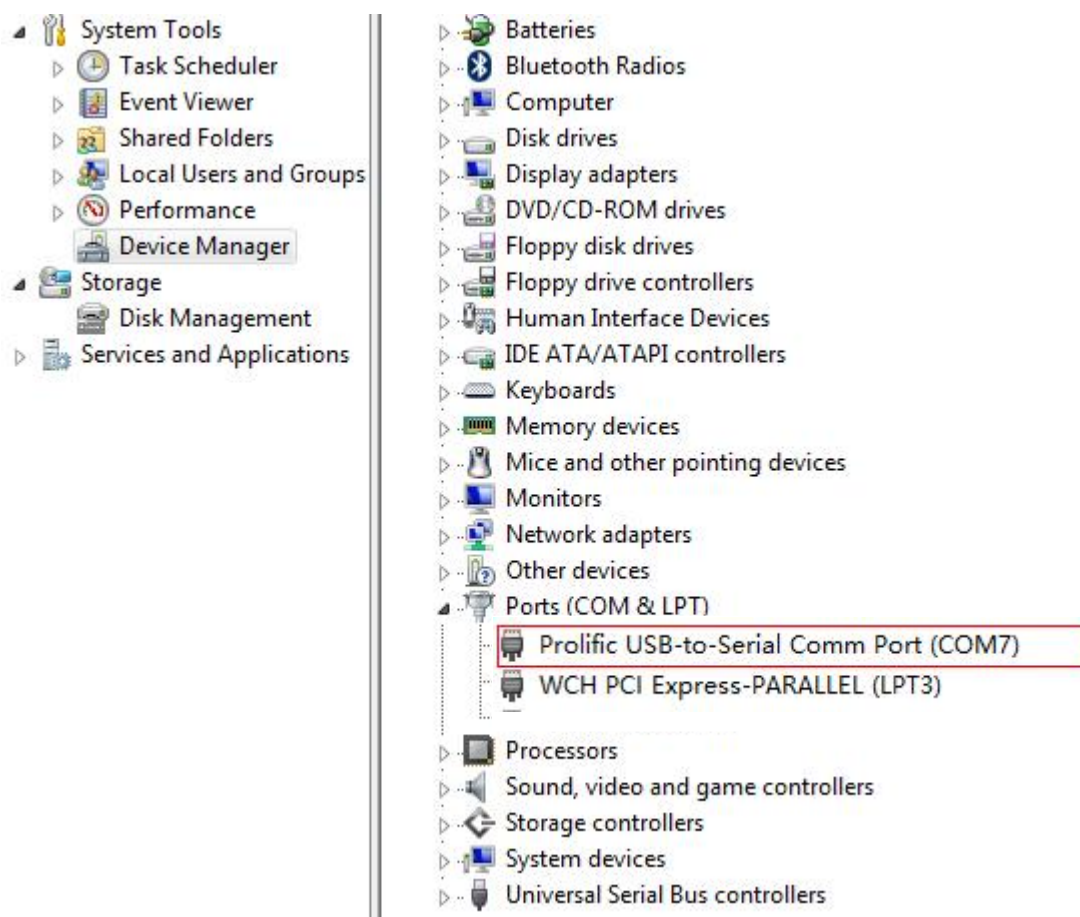 System Tools
Task Scheduler
Event Viewer
Shared Folders
Local Users and Groups
Performance
Device Manager
Storage
Disk Management
Services and Applications
Batteries
Bluetooth Radios
Computer
Disk drives
Display adapters
DVD/CD-ROM drives
Floppy disk drives
Floppy drive controllers
Human Interface Devices
IDE ATA/ATAPI controllers
Keyboards
Memory devices
Mice and other pointing devices
Monitors
Network adapters
Other devices
Ports (COM & LPT)
Prolific USB-to-Serial Comm Port (COM7)
WCH PCI Express-PARALLEL (LPT3)
Processors
Sound, video and game controllers
Storage controllers
System devices
Universal Serial Bus controllers